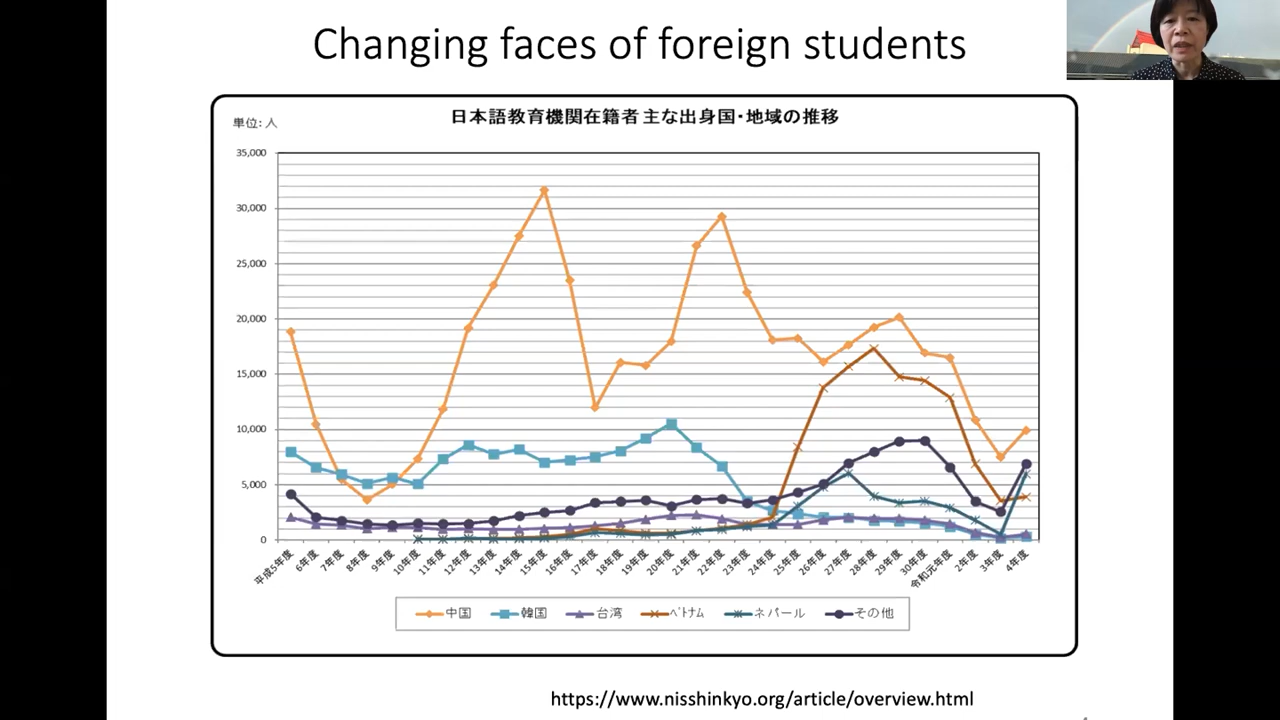 Changing faces of foreign students
日本語教育機関在籍者 主な出身国・地域の推移
単位: 人
35,000
30,000
25,000
20,000
15,000
10,000
5,000
0
平成5年度
6年度
7年度
8年度
9年度
10年度
11年度
12年度
13年度
14年度
15年度
16年度
17年度
18年度
19年度
20年度
21年度
22年度
23年度
24年度
25年度
26年度
27年度
28年度
29年度
30年度
令和元年度
2年度
3年度
4年度
中国 韓国 台湾 ﾍﾞﾄﾅﾑ ネパール その他
https://www.nisshinkyo.org/article/overview.html